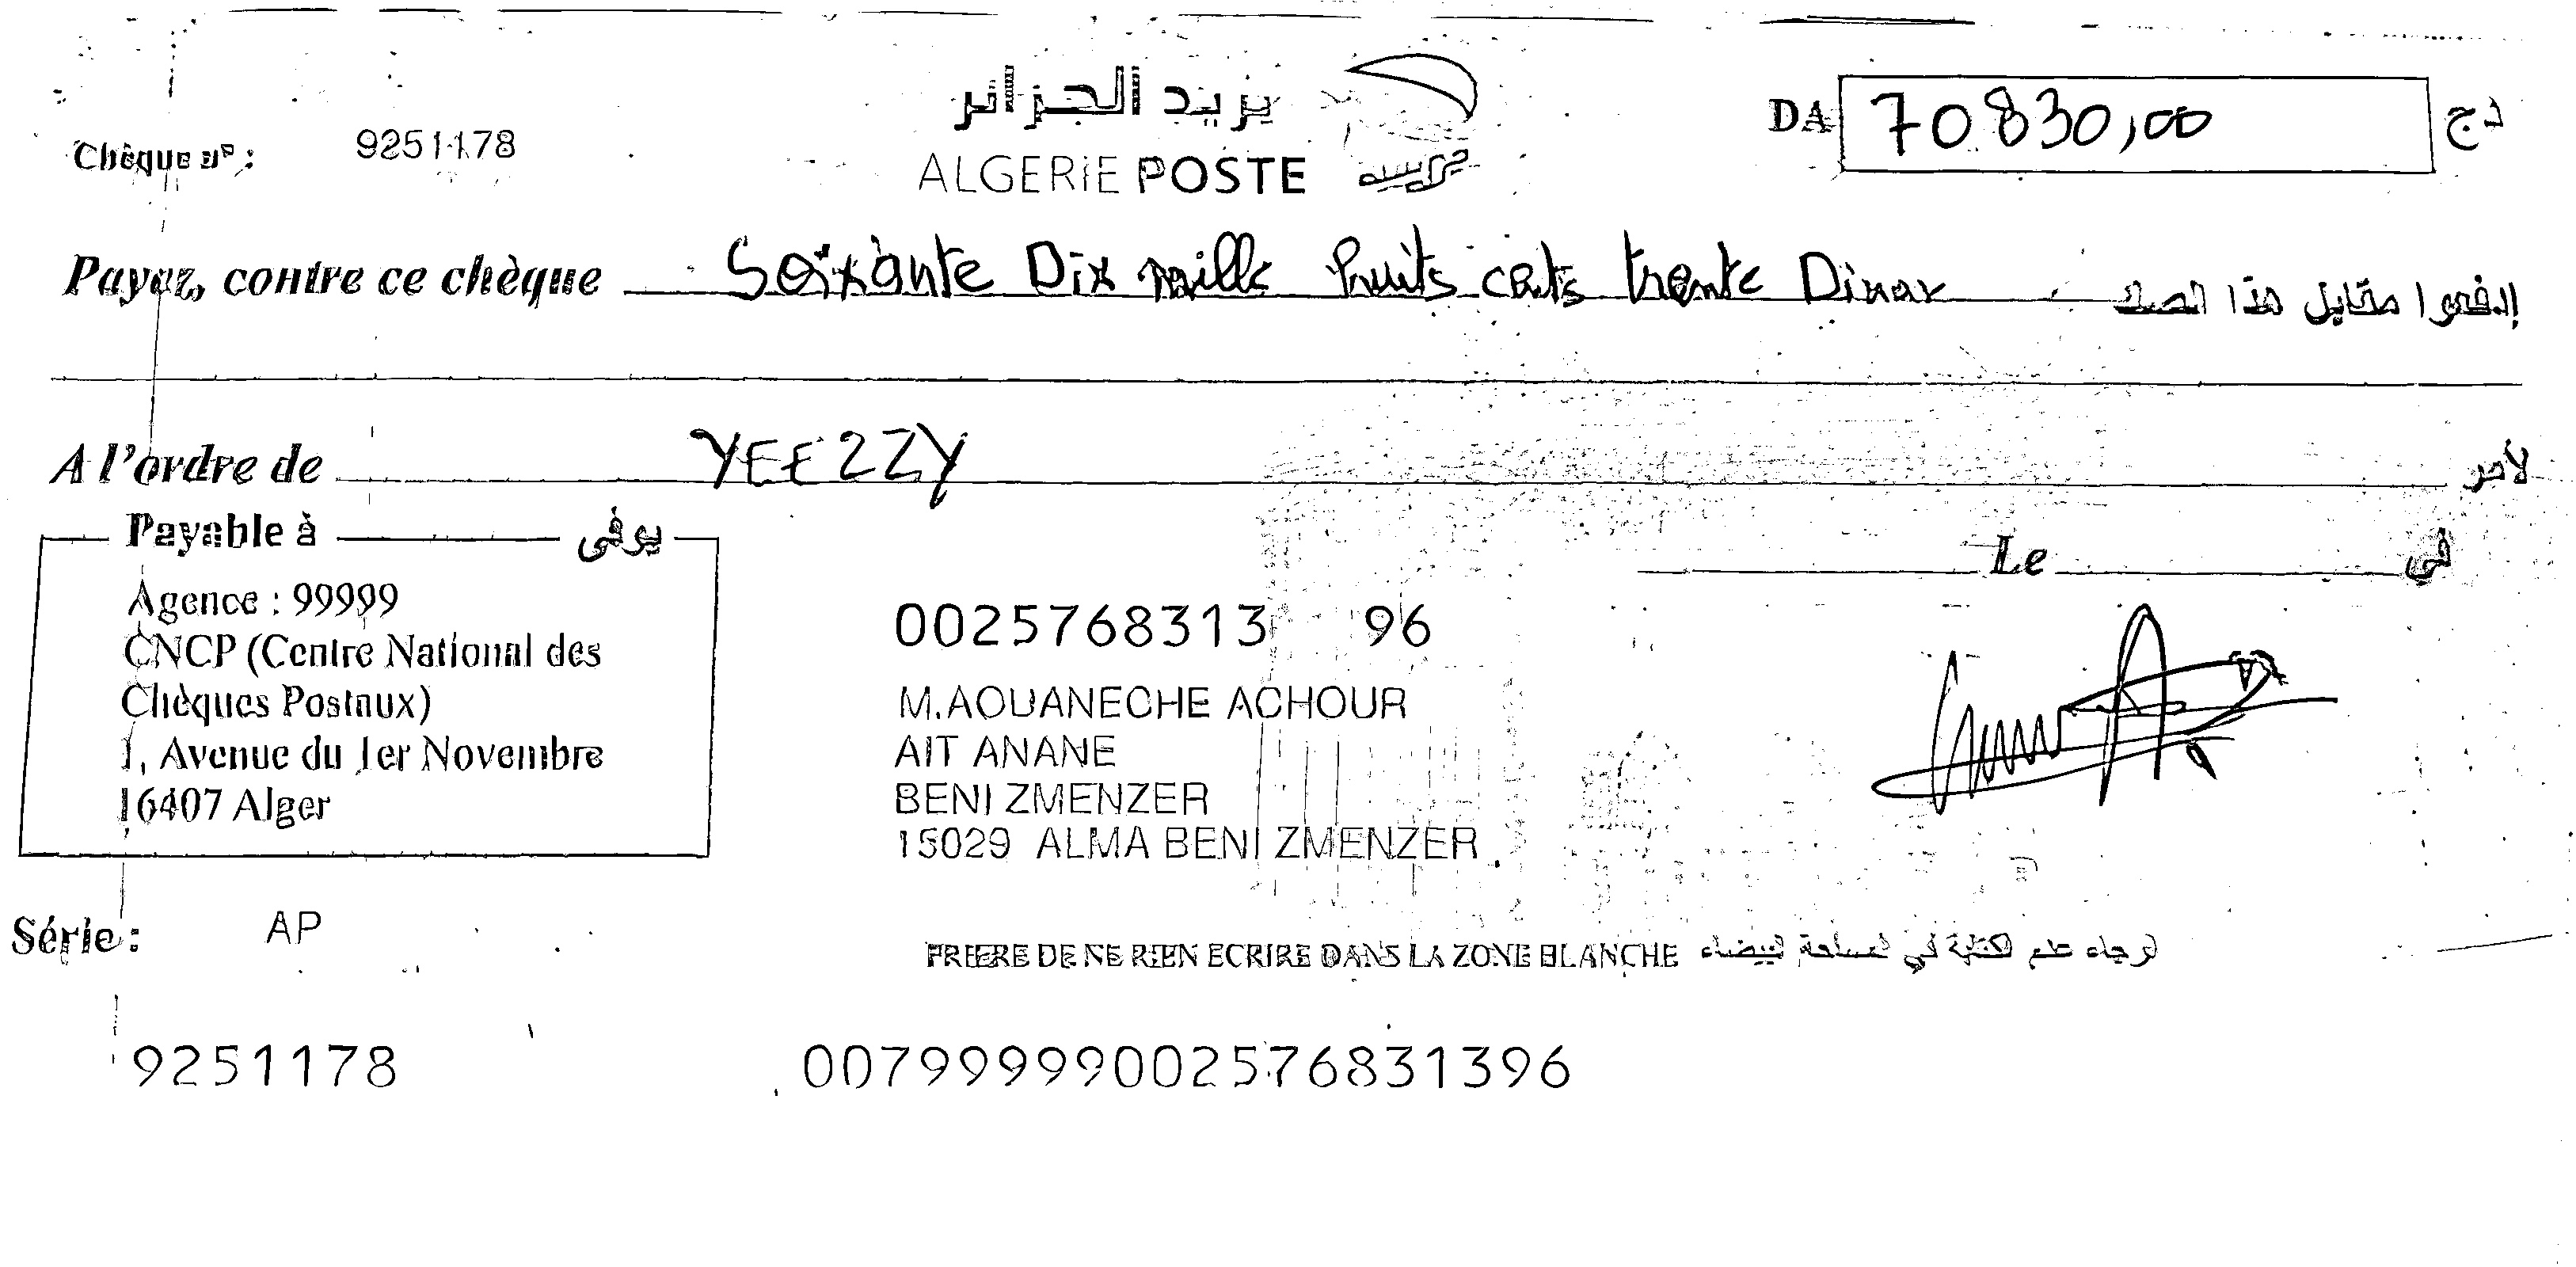 بريد الجزائر
ALGERIE POSTE
Chèque n° : 9251178
DA 70830,00 دج
Payez, contre ce chèque Soixante Dix mille huits cents trente Dinar إدفعوا مقابل هذا الصك
A l'ordre de YEEZZY لأمر
Payable à يوفى
Agence : 99999
CNCP (Centre National des
Chèques Postaux)
1, Avenue du 1er Novembre
16407 Alger
Le في
0025768313 96
M.AOUANECHE ACHOUR
AIT ANANE
BENI ZMENZER
15029 ALMA BENI ZMENZER
Série : AP
PRIERE DE NE RIEN ECRIRE DANS LA ZONE BLANCHE لرجاء عدم الكتابة في المساحة البيضاء
9251178 00799999002576831396